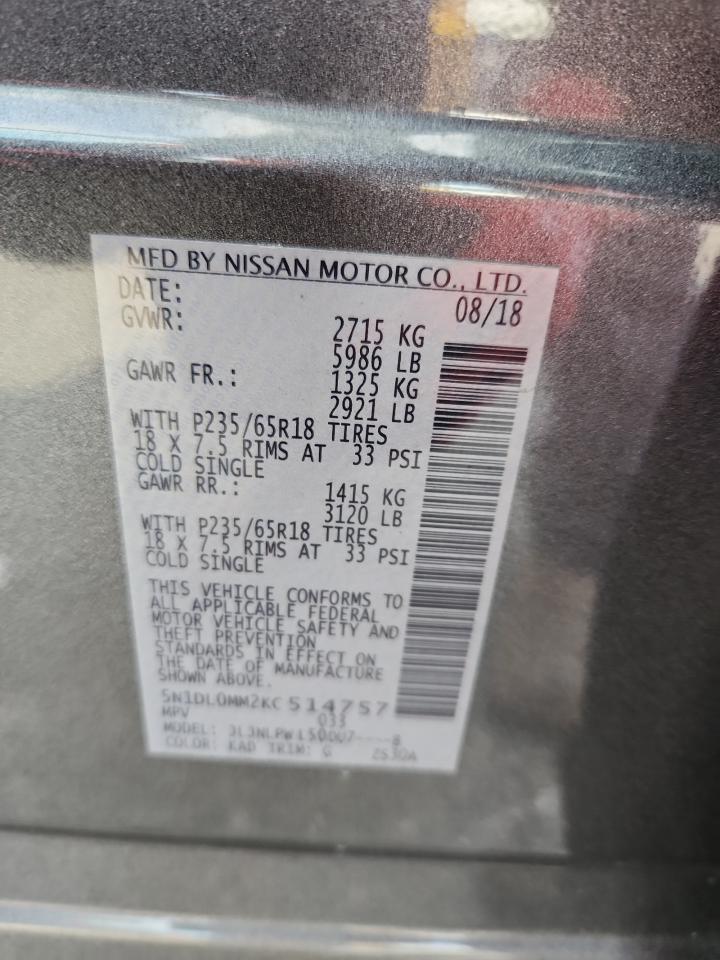 MFD BY NISSAN MOTOR CO., LTD.
DATE: 08/18
GVWR: 2715 KG
5986 LB
GAWR FR.: 1325 KG
2921 LB
WITH P235/65R18 TIRES
18 X 7.5 RIMS AT 33 PSI
COLD SINGLE
GAWR RR.: 1415 KG
3120 LB
WITH P235/65R18 TIRES
18 X 7.5 RIMS AT 33 PSI
COLD SINGLE
THIS VEHICLE CONFORMS TO
ALL APPLICABLE FEDERAL
MOTOR VEHICLE SAFETY AND
THEFT PREVENTION
STANDARDS IN EFFECT ON
THE DATE OF MANUFACTURE
SHOWN ABOVE.
5N1DL0MM2KC514757
MPV 033
MODEL:
COLOR: KAD TRIM: G